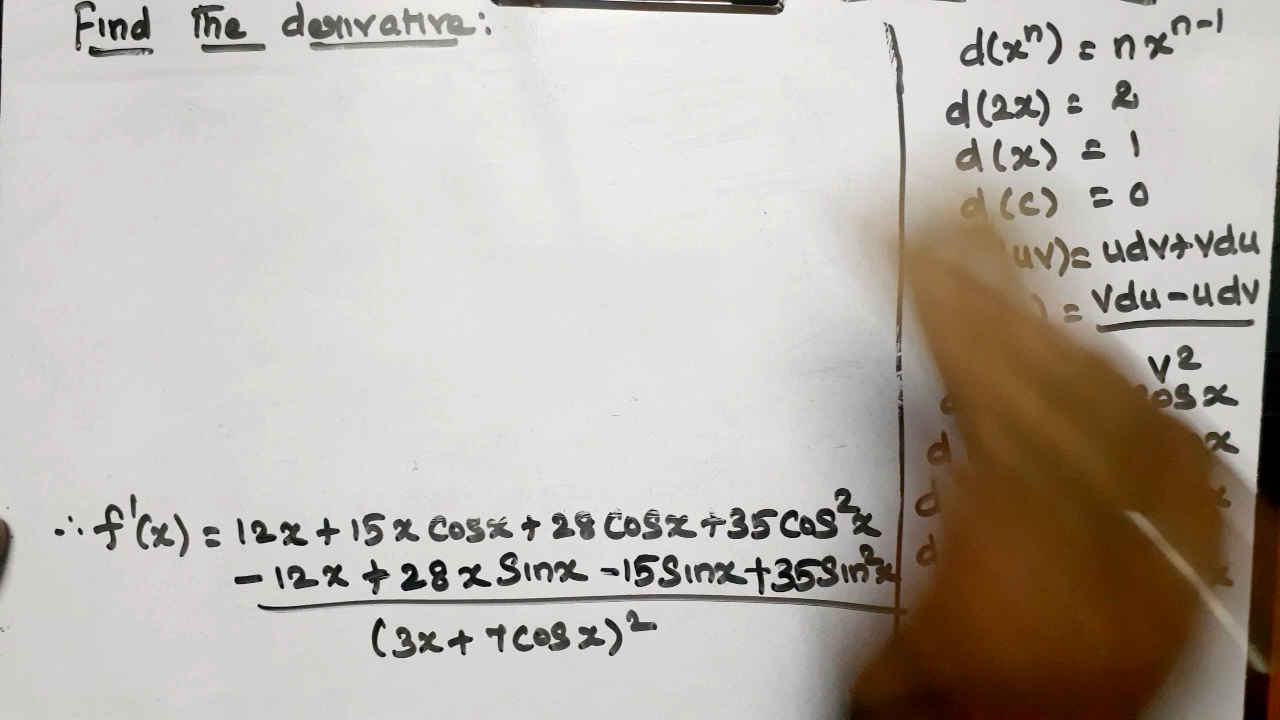 Find The derivative:
d(xⁿ) = nxⁿ⁻¹
d(2x) = 2
d(x) = 1
d(c) = 0
uv) = udv+vdu
) = vdu-udv
v²
x
d x
d
d
∴ f'(x) = 12x + 15x cosx + 28 cosx + 35 cos²x
- 12x + 28x sinx - 15 sinx + 35 sin²x
(3x + 7 cos x)²